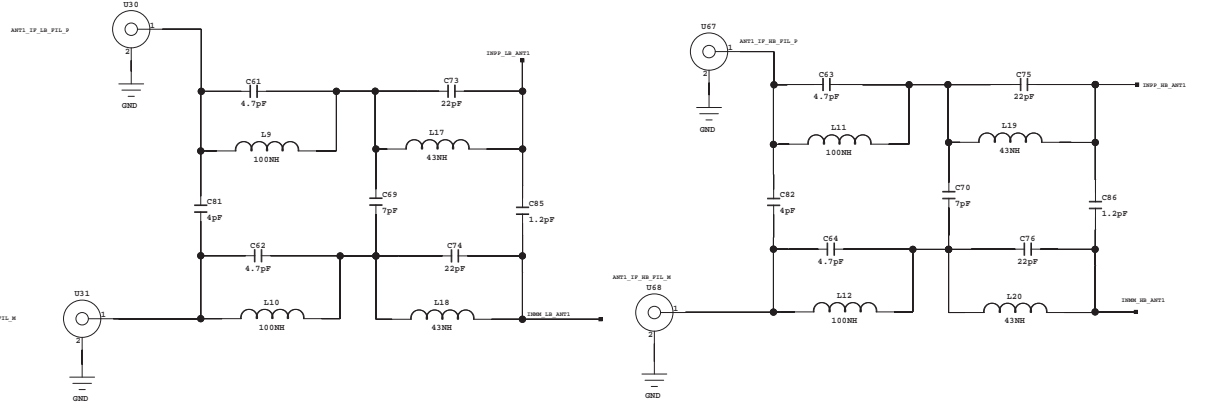 U30
ANT1_IF_LB_FIL_P
1
2
GND
INPP_LB_ANT1
C61
4.7pF
C73
22pF
L9
100NH
L17
43NH
C81
4pF
C69
7pF
C85
1.2pF
C62
4.7pF
C74
22pF
L10
100NH
L18
43NH
INMM_LB_ANT1
FIL_M
U31
1
2
GND
U67
ANT1_IF_HB_FIL_P
1
2
GND
C63
4.7pF
C75
22pF
INPP_HB_ANT1
L11
100NH
L19
43NH
C82
4pF
C70
7pF
C86
1.2pF
C64
4.7pF
C76
22pF
ANT1_IF_HB_FIL_M
U68
1
2
GND
L12
100NH
L20
43NH
INMM_HB_ANT1